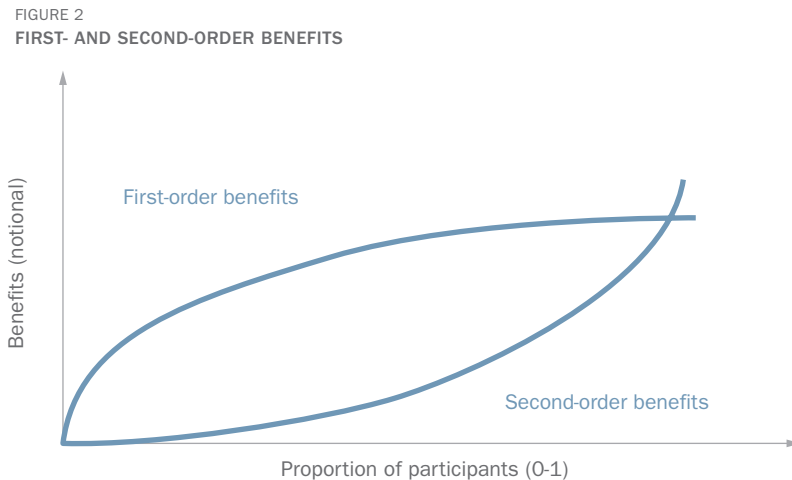 FIGURE 2
FIRST- AND SECOND-ORDER BENEFITS
Benefits (notional)
First-order benefits
Second-order benefits
Proportion of participants (0-1)